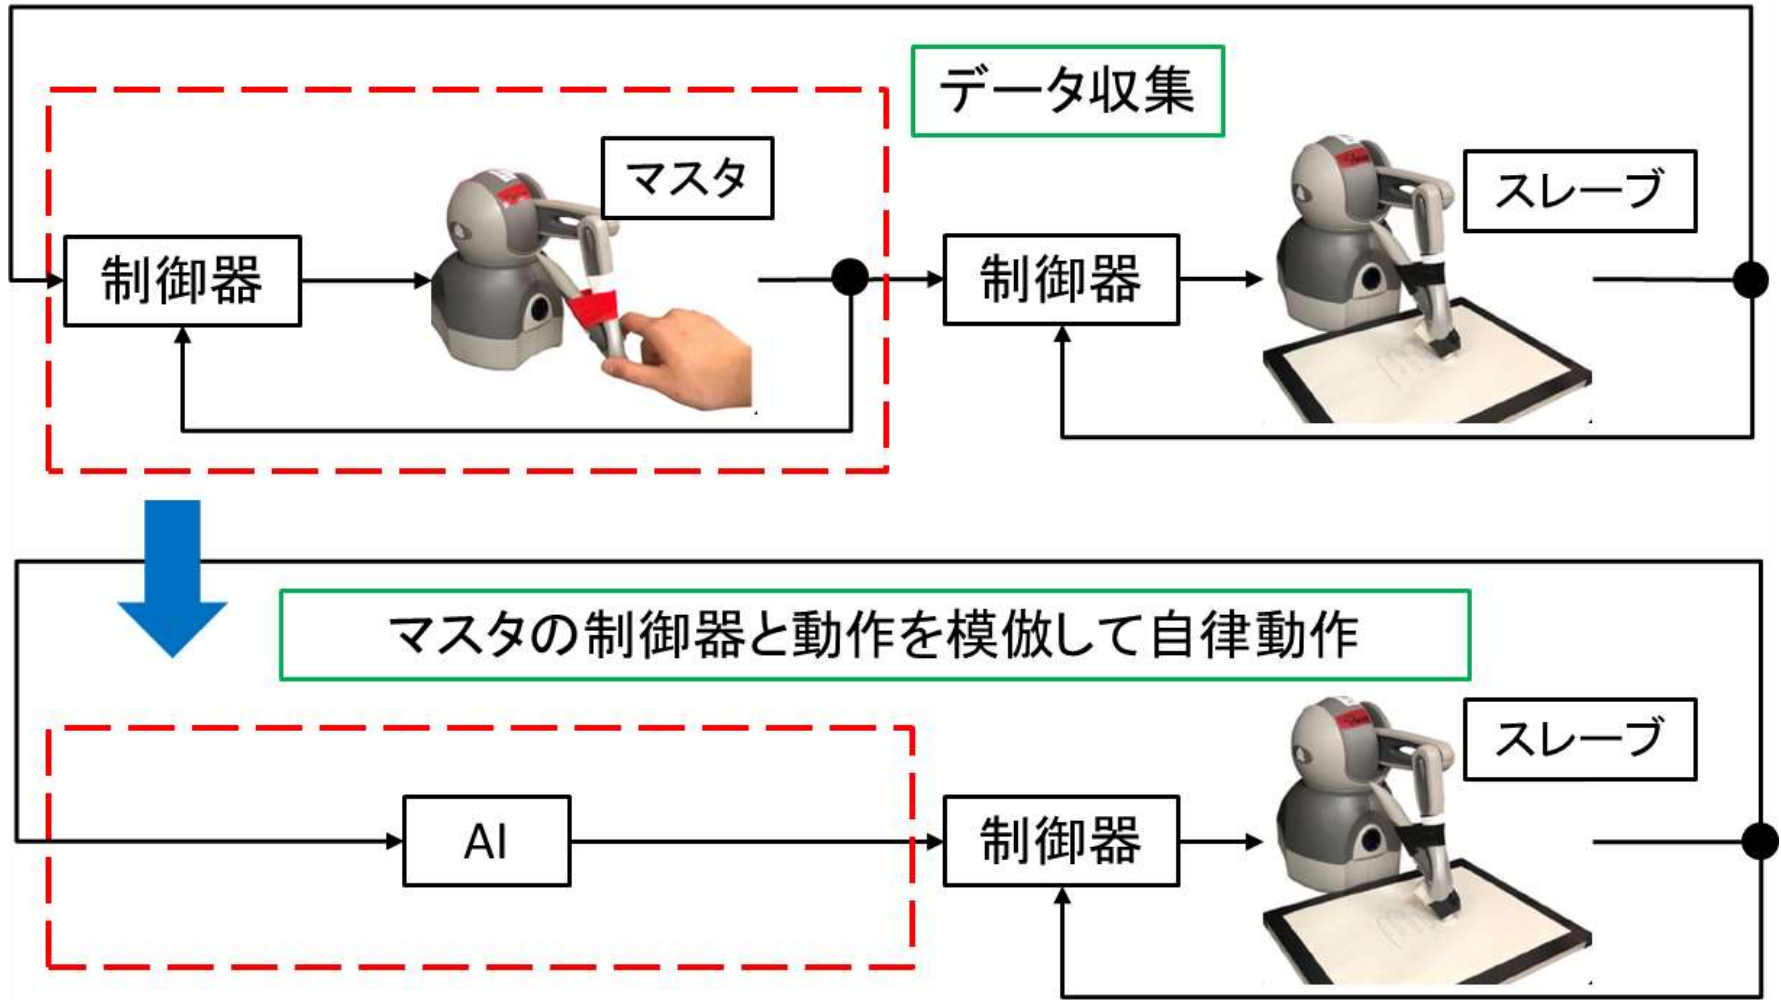 データ収集
マスタ
スレーブ
制御器
制御器
マスタの制御器と動作を模倣して自律動作
スレーブ
AI
制御器